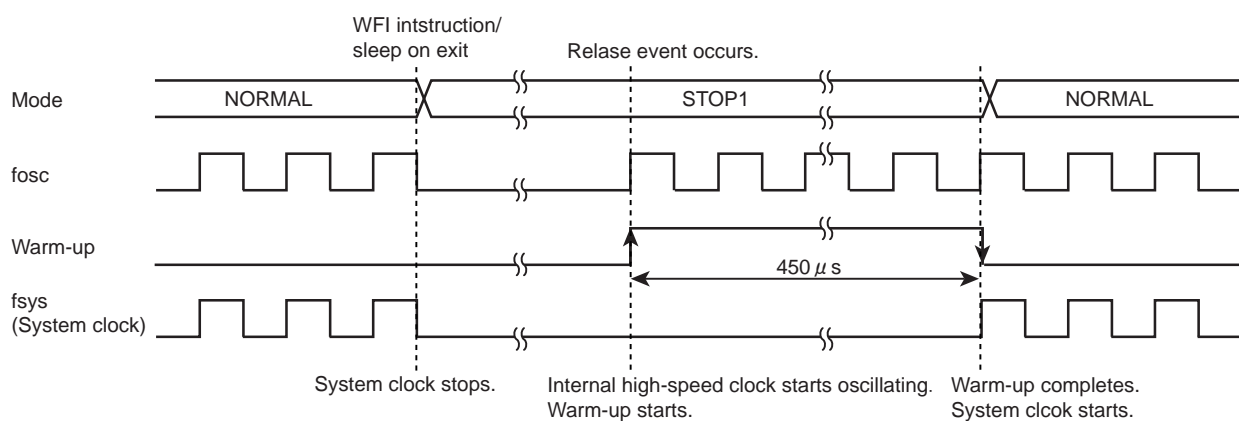 WFI intstruction/
sleep on exit
Relase event occurs.
Mode
NORMAL
STOP1
NORMAL
fosc
Warm-up
450 μ s
fsys
(System clock)
System clock stops.
Internal high-speed clock starts oscillating.
Warm-up starts.
Warm-up completes.
System clcok starts.